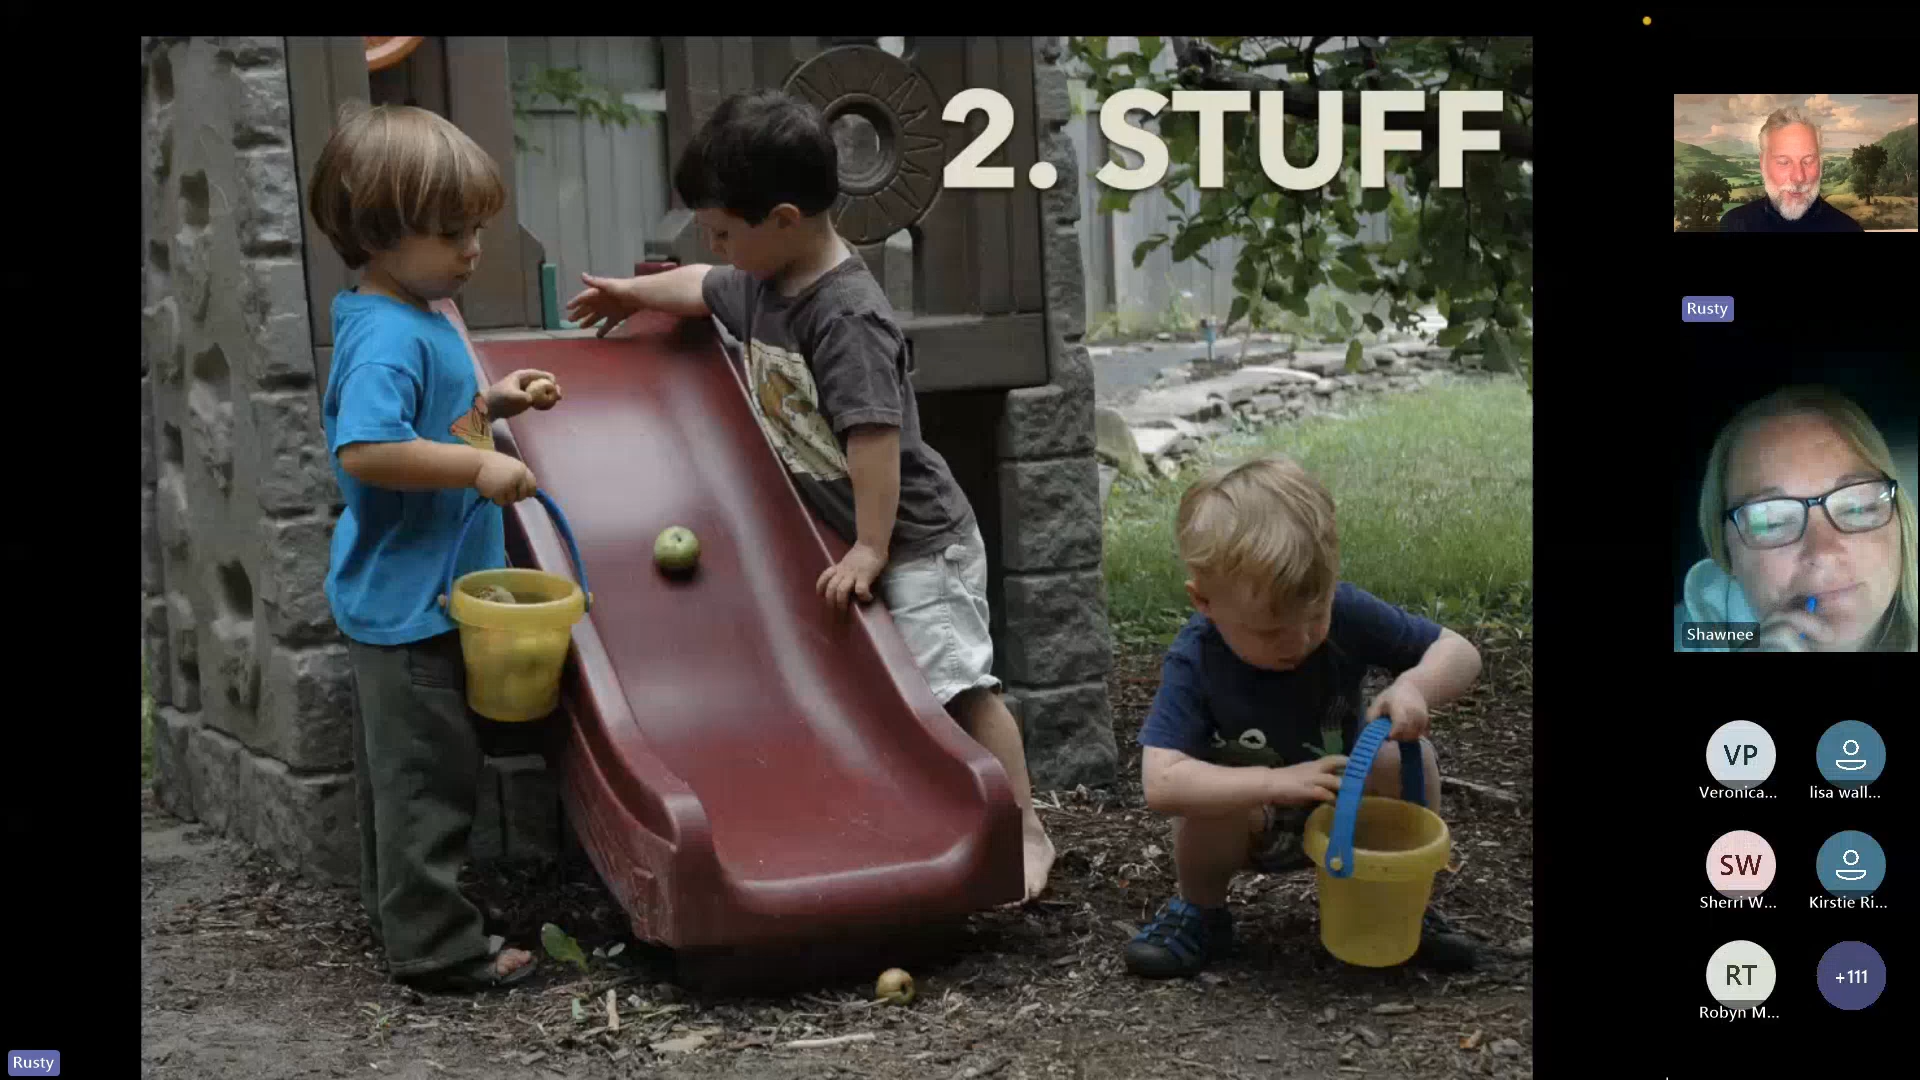 2. STUFF
Rusty
Shawnee
VP
Veronica...
lisa wall...
SW
Sherri W...
Kirstie Ri...
RT
Robyn M...
+111
Rusty